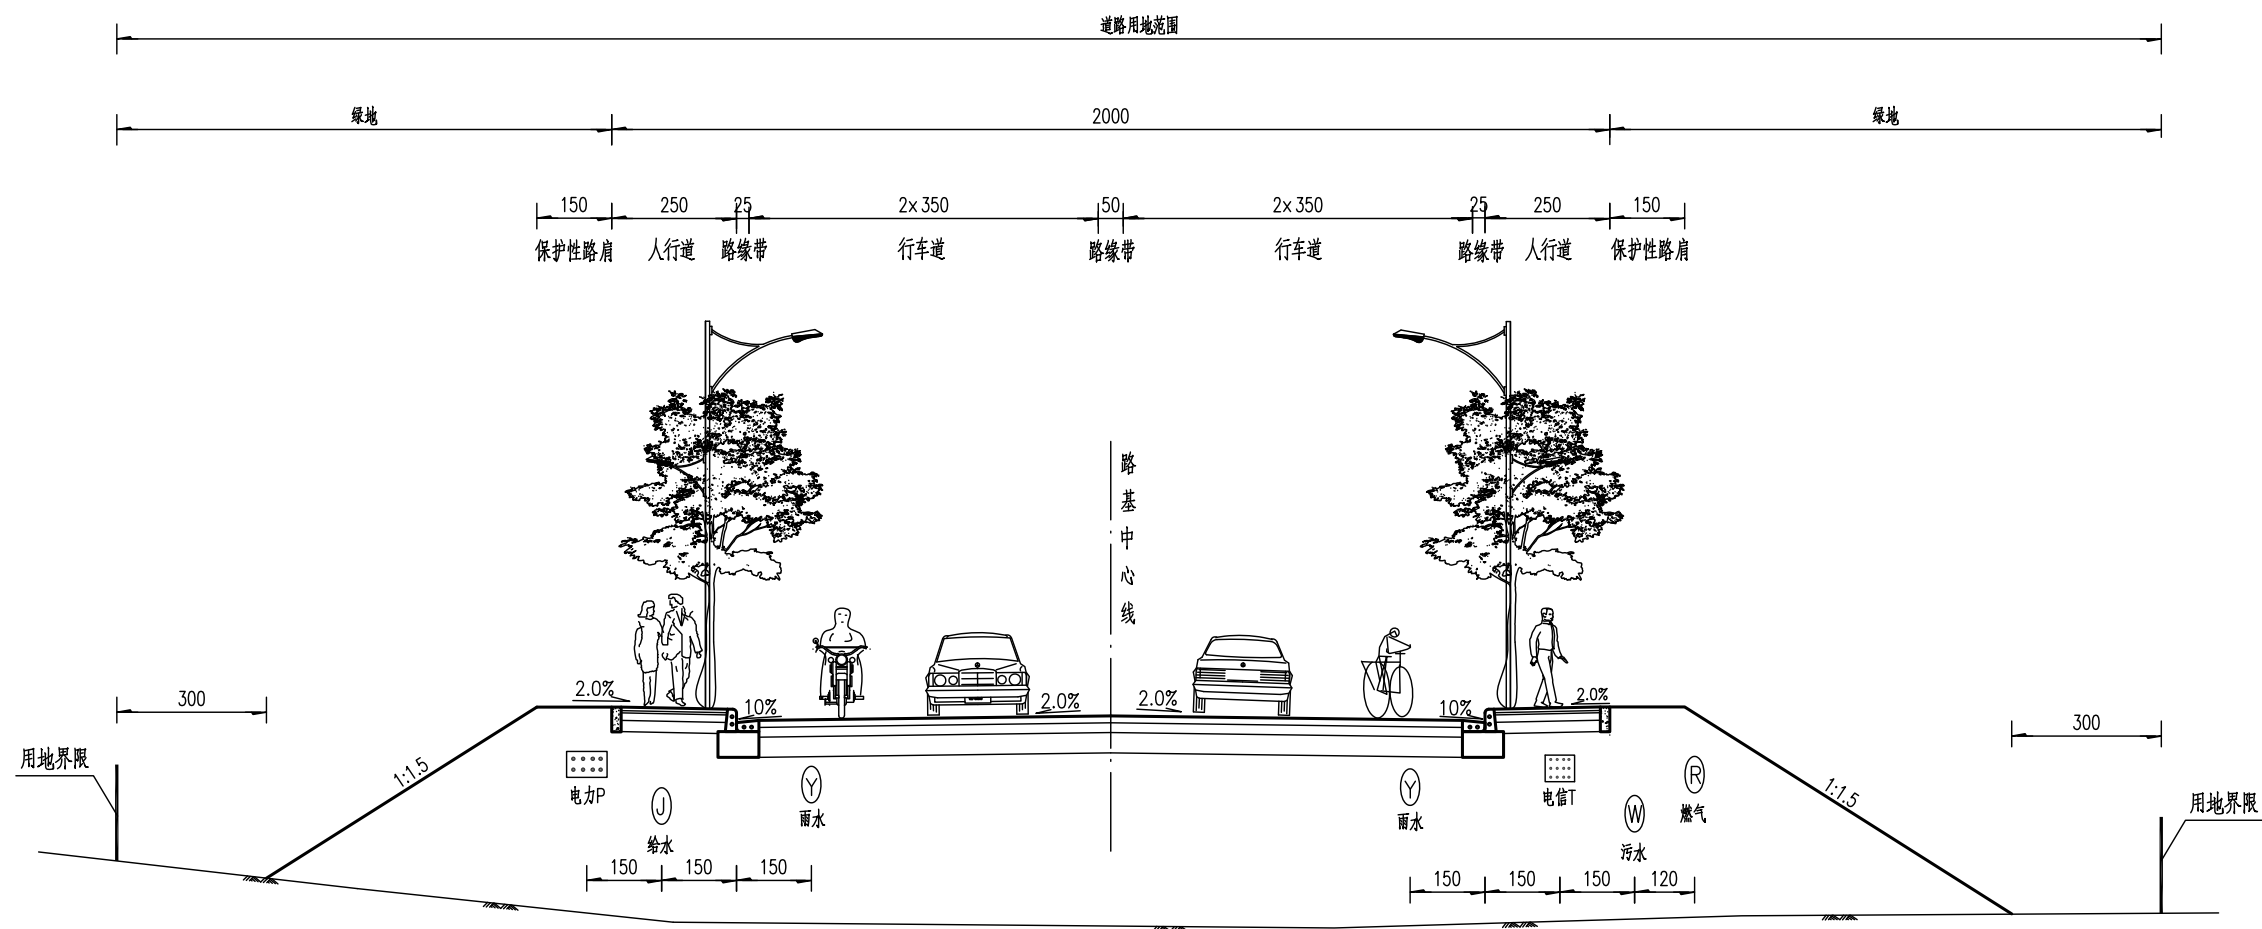 道路用地范围
绿地
2000
绿地
150
250
25
2x350
50
2x350
25
250
150
保护性路肩
人行道
路缘带
行车道
路缘带
行车道
路缘带
人行道
保护性路肩
路基中心线
300
2.0%
10%
2.0%
2.0%
10%
2.0%
300
用地界限
1:1.5
电力P
J
给水
Y
雨水
Y
雨水
电信T
W
污水
R
燃气
1:1.5
用地界限
150
150
150
150
150
150
120